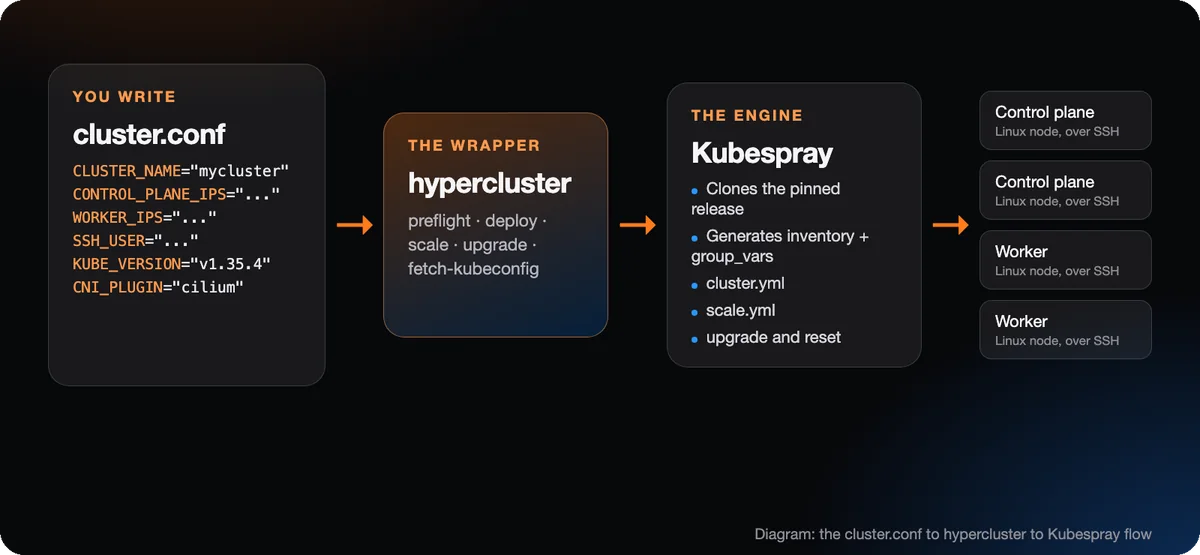 YOU WRITE
cluster.conf
CLUSTER_NAME="mycluster"
CONTROL_PLANE_IPS="..."
WORKER_IPS="..."
SSH_USER="..."
KUBE_VERSION="v1.35.4"
CNI_PLUGIN="cilium"
THE WRAPPER
hypercluster
preflight · deploy ·
scale · upgrade ·
fetch-kubeconfig
THE ENGINE
Kubespray
• Clones the pinned
release
• Generates inventory +
group_vars
• cluster.yml
• scale.yml
• upgrade and reset
Control plane
Linux node, over SSH
Control plane
Linux node, over SSH
Worker
Linux node, over SSH
Worker
Linux node, over SSH
Diagram: the cluster.conf to hypercluster to Kubespray flow